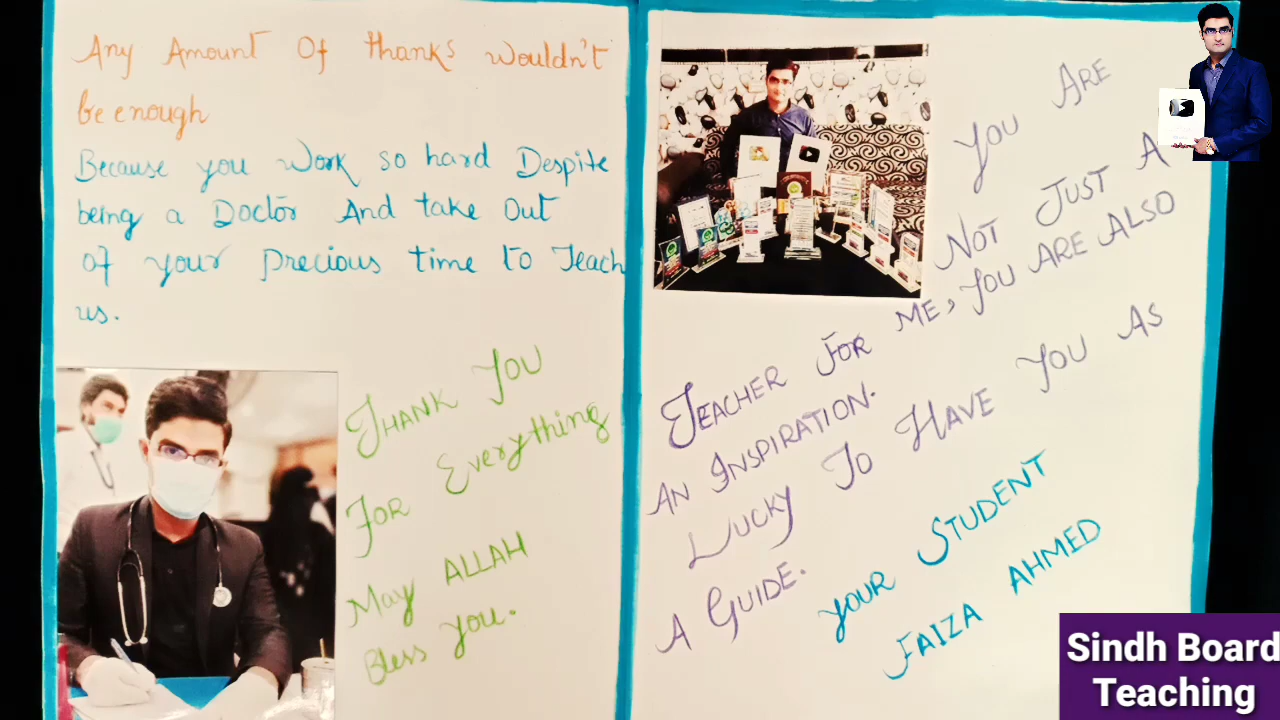 Any Amount Of thanks Wouldn't
be enough
Because you Work so hard Despite
being a Doctor And take Out
Of your precious time to Teach
us.
Thank You
For Everything
May ALLAH
Bless you.
You Are
Not Just A
Teacher For me, You Are Also
An Inspiration.
Lucky To Have You As
A Guide.
Your Student
Faiza Ahmed
Sindh Board
Teaching